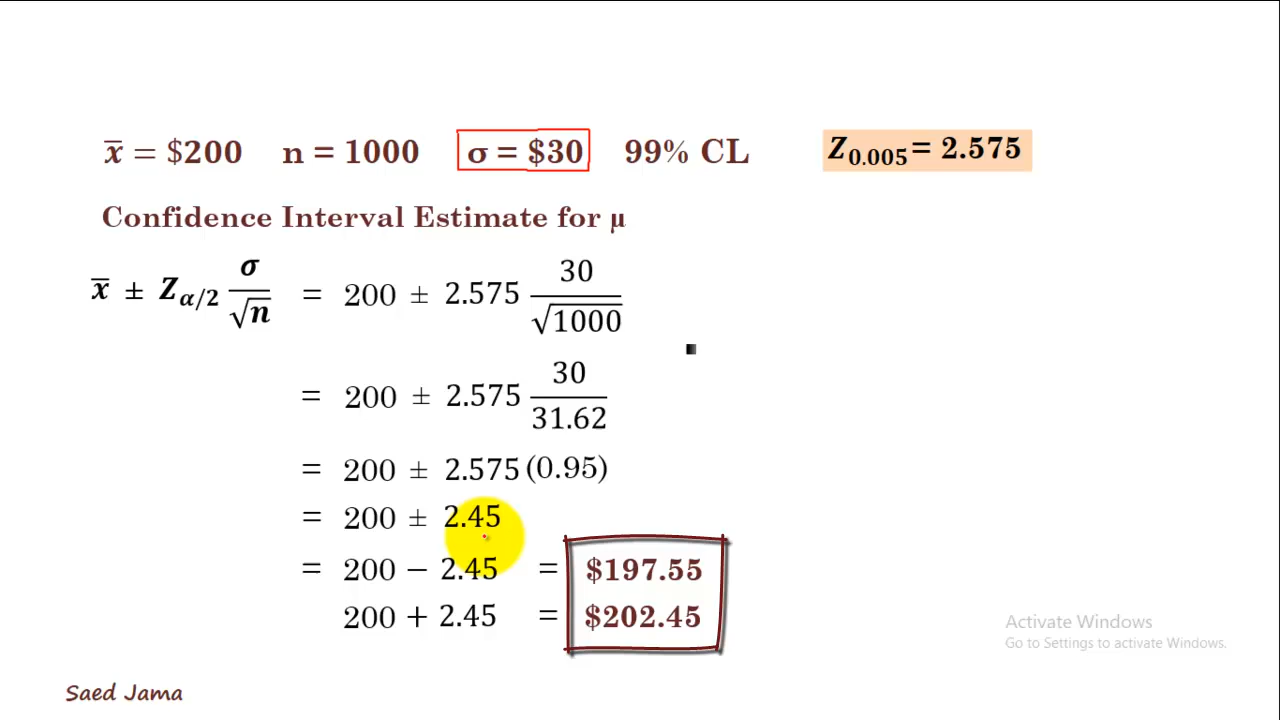 x̄ = $200 n = 1000 σ = $30 99% CL Z₀.₀₀₅ = 2.575
Confidence Interval Estimate for μ
x̄ ± Z_{α/2} σ/√n = 200 ± 2.575 30/√1000
= 200 ± 2.575 30/31.62
= 200 ± 2.575(0.95)
= 200 ± 2.45
= 200 − 2.45 = $197.55
200 + 2.45 = $202.45
Activate Windows
Go to Settings to activate Windows.
Saed Jama